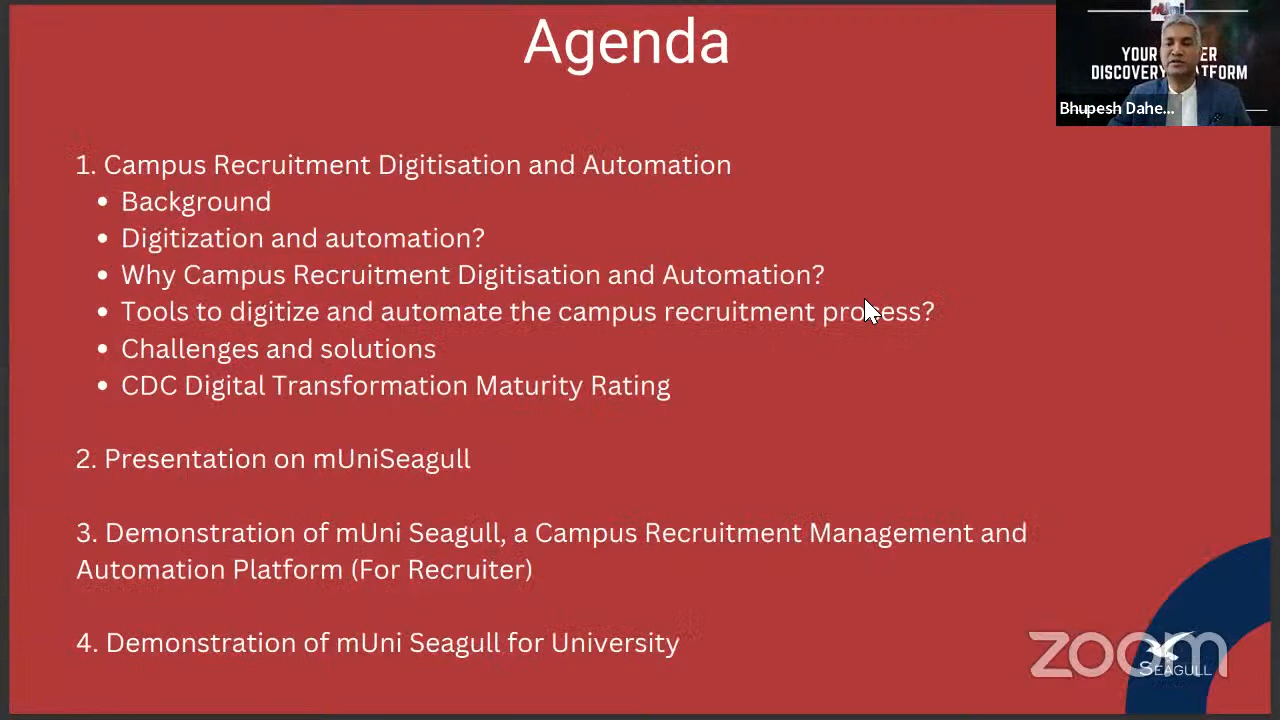 Agenda
mUni
YOUR CAREER
DISCOVERY PLATFORM
Bhupesh Dahe...
1. Campus Recruitment Digitisation and Automation
• Background
• Digitization and automation?
• Why Campus Recruitment Digitisation and Automation?
• Tools to digitize and automate the campus recruitment process?
• Challenges and solutions
• CDC Digital Transformation Maturity Rating
2. Presentation on mUniSeagull
3. Demonstration of mUni Seagull, a Campus Recruitment Management and
Automation Platform (For Recruiter)
4. Demonstration of mUni Seagull for University
zoom
SEAGULL